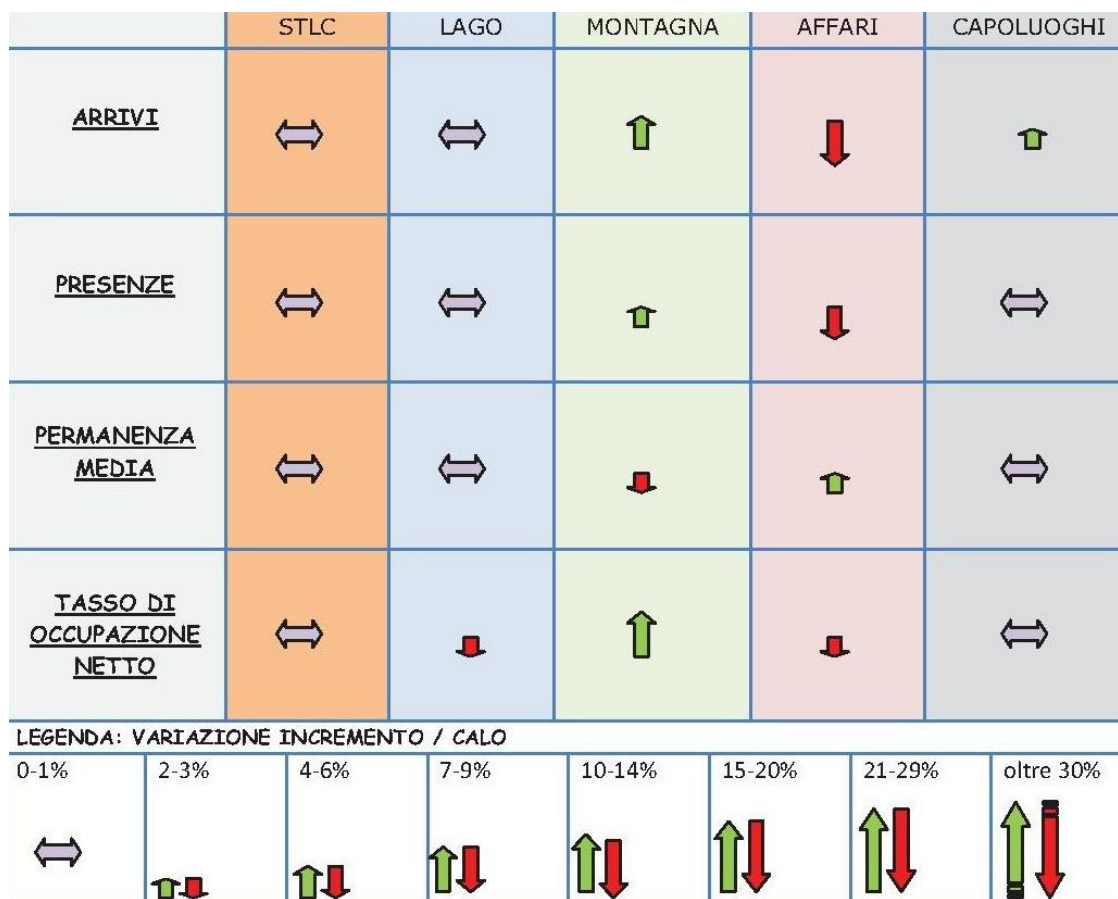 STLC LAGO MONTAGNA AFFARI CAPOLUOGHI
ARRIVI
PRESENZE
PERMANENZA
MEDIA
TASSO DI
OCCUPAZIONE
NETTO
LEGENDA: VARIAZIONE INCREMENTO / CALO
0-1% 2-3% 4-6% 7-9% 10-14% 15-20% 21-29% oltre 30%